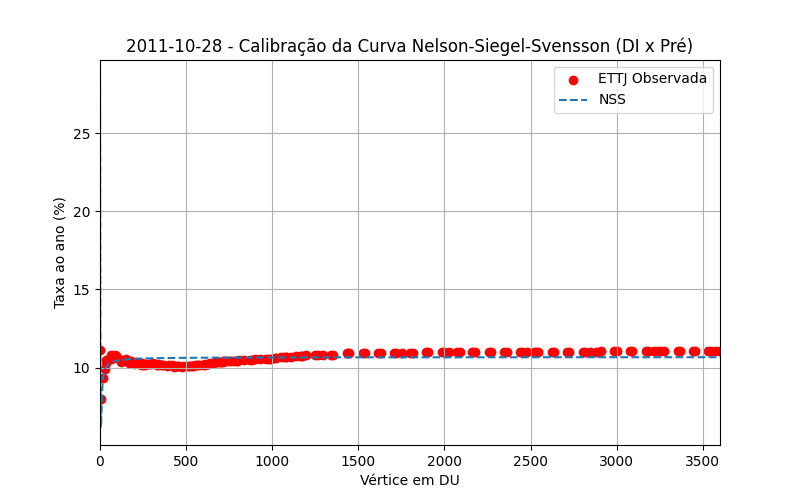 2011-10-28 - Calibração da Curva Nelson-Siegel-Svensson (DI x Pré)
ETTJ Observada
NSS
Taxa ao ano (%)
25
20
15
10
0 500 1000 1500 2000 2500 3000 3500
Vértice em DU